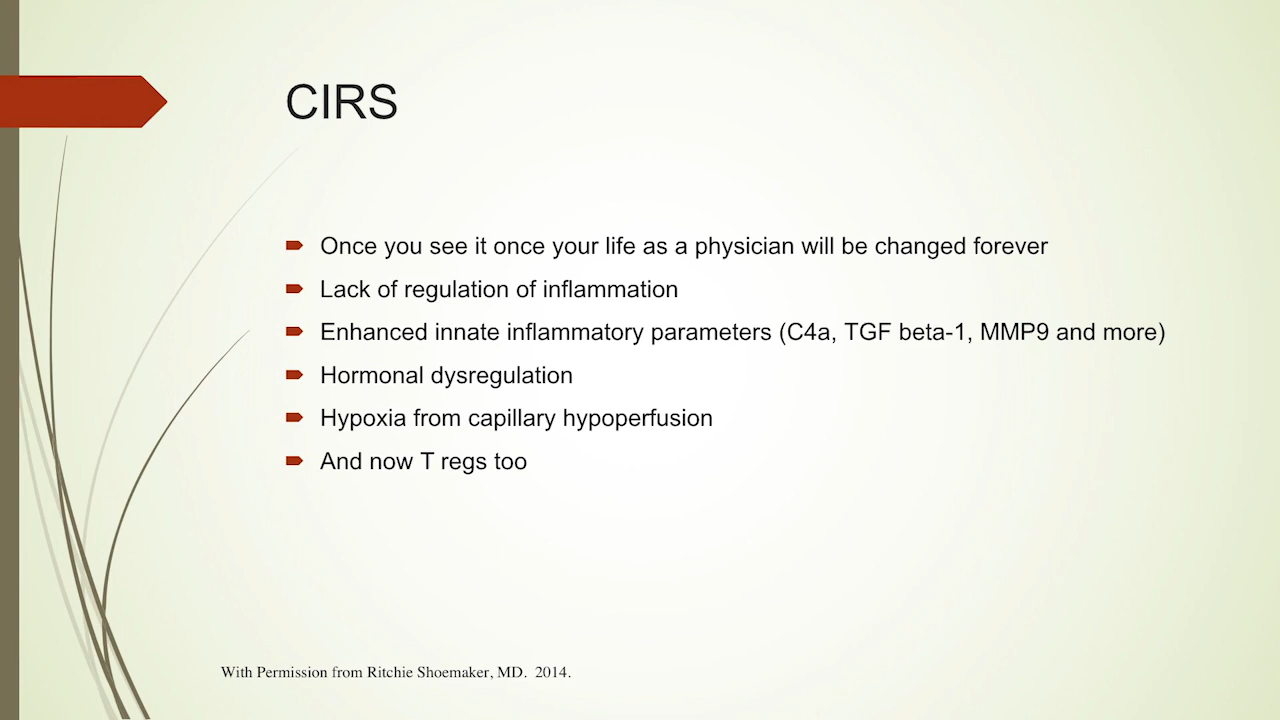 CIRS
Once you see it once your life as a physician will be changed forever
Lack of regulation of inflammation
Enhanced innate inflammatory parameters (C4a, TGF beta-1, MMP9 and more)
Hormonal dysregulation
Hypoxia from capillary hypoperfusion
And now T regs too
With Permission from Ritchie Shoemaker, MD.  2014.